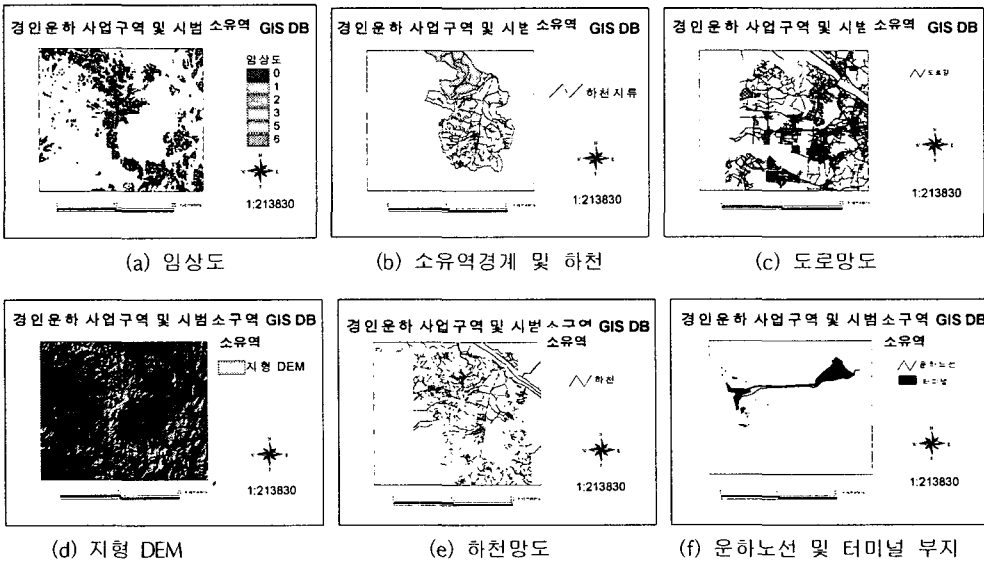 경인운하 사업구역 및 시범 소유역 GIS DB
임상도
0
1
2
3
5
6
1:213830
(a) 임상도
경인운하 사업구역 및 시범 소유역 GIS DB
하천지류
1:213830
(b) 소유역경계 및 하천
경인운하 사업구역 및 시범 소유역 GIS DB
도로망
1:213830
(c) 도로망도
경인운하 사업구역 및 시범 소구역 GIS DB
소유역
지형 DEM
1:213830
(d) 지형 DEM
경인운하 사업구역 및 시범 소구역 GIS DB
소유역
하천
1:213830
(e) 하천망도
경인운하 사업구역 및 시범 소구역 GIS DB
소유역
운하노선
터미널
1:213830
(f) 운하노선 및 터미널 부지